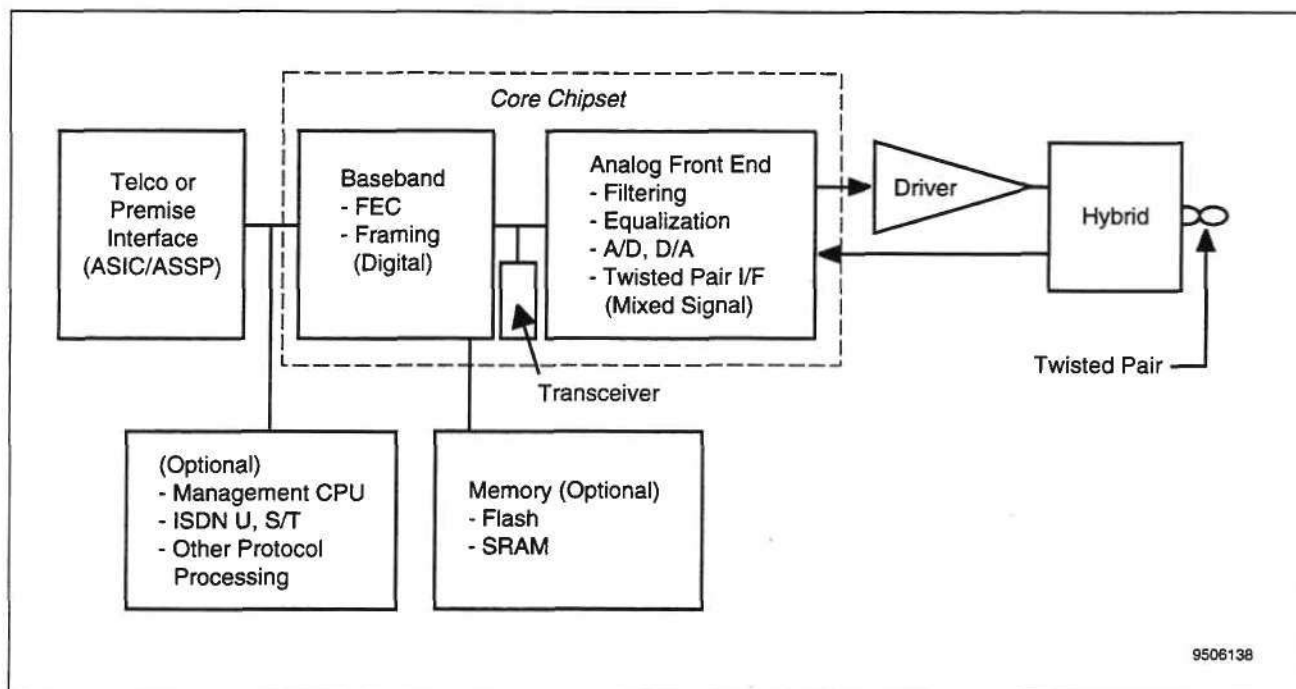 Core Chipset
Telco or
Premise
Interface
(ASIC/ASSP)
Baseband
- FEC
- Framing
(Digital)
Analog Front End
- Filtering
- Equalization
- A/D, D/A
- Twisted Pair I/F
(Mixed Signal)
Driver
Hybrid
Transceiver
Twisted Pair
(Optional)
- Management CPU
- ISDN U, S/T
- Other Protocol
Processing
Memory (Optional)
- Flash
- SRAM
9506138